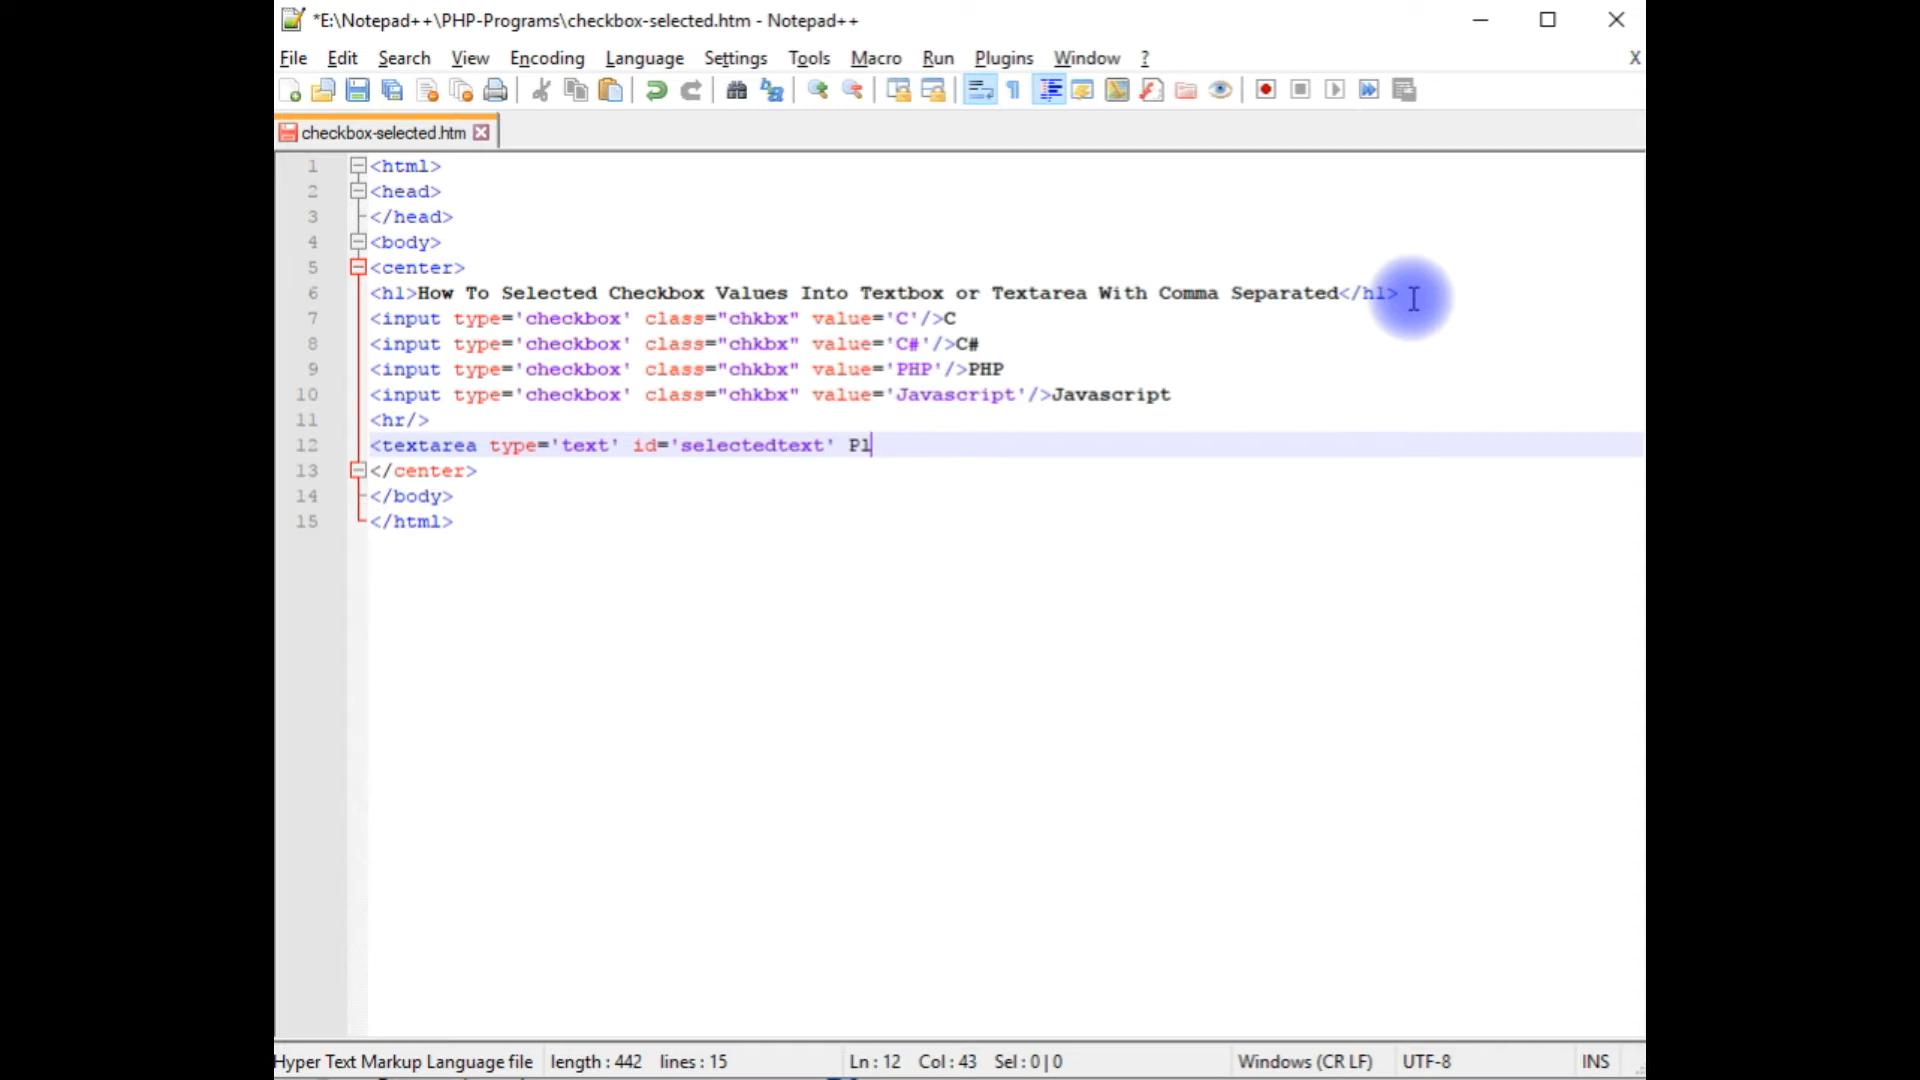 *E:\Notepad++\PHP-Programs\checkbox-selected.htm - Notepad++
File Edit Search View Encoding Language Settings Tools Macro Run Plugins Window ? X
checkbox-selected.htm
1 <html>
2 <head>
3 </head>
4 <body>
5 <center>
6 <h1>How To Selected Checkbox Values Into Textbox or Textarea With Comma Separated</h1>
7 <input type='checkbox' class="chkbx" value='C'/>C
8 <input type='checkbox' class="chkbx" value='C#'/>C#
9 <input type='checkbox' class="chkbx" value='PHP'/>PHP
10 <input type='checkbox' class="chkbx" value='Javascript'/>Javascript
11 <hr/>
12 <textarea type='text' id='selectedtext' Pl
13 </center>
14 </body>
15 </html>
Hyper Text Markup Language file length : 442 lines : 15 Ln : 12 Col : 43 Sel : 0 | 0 Windows (CR LF) UTF-8 INS